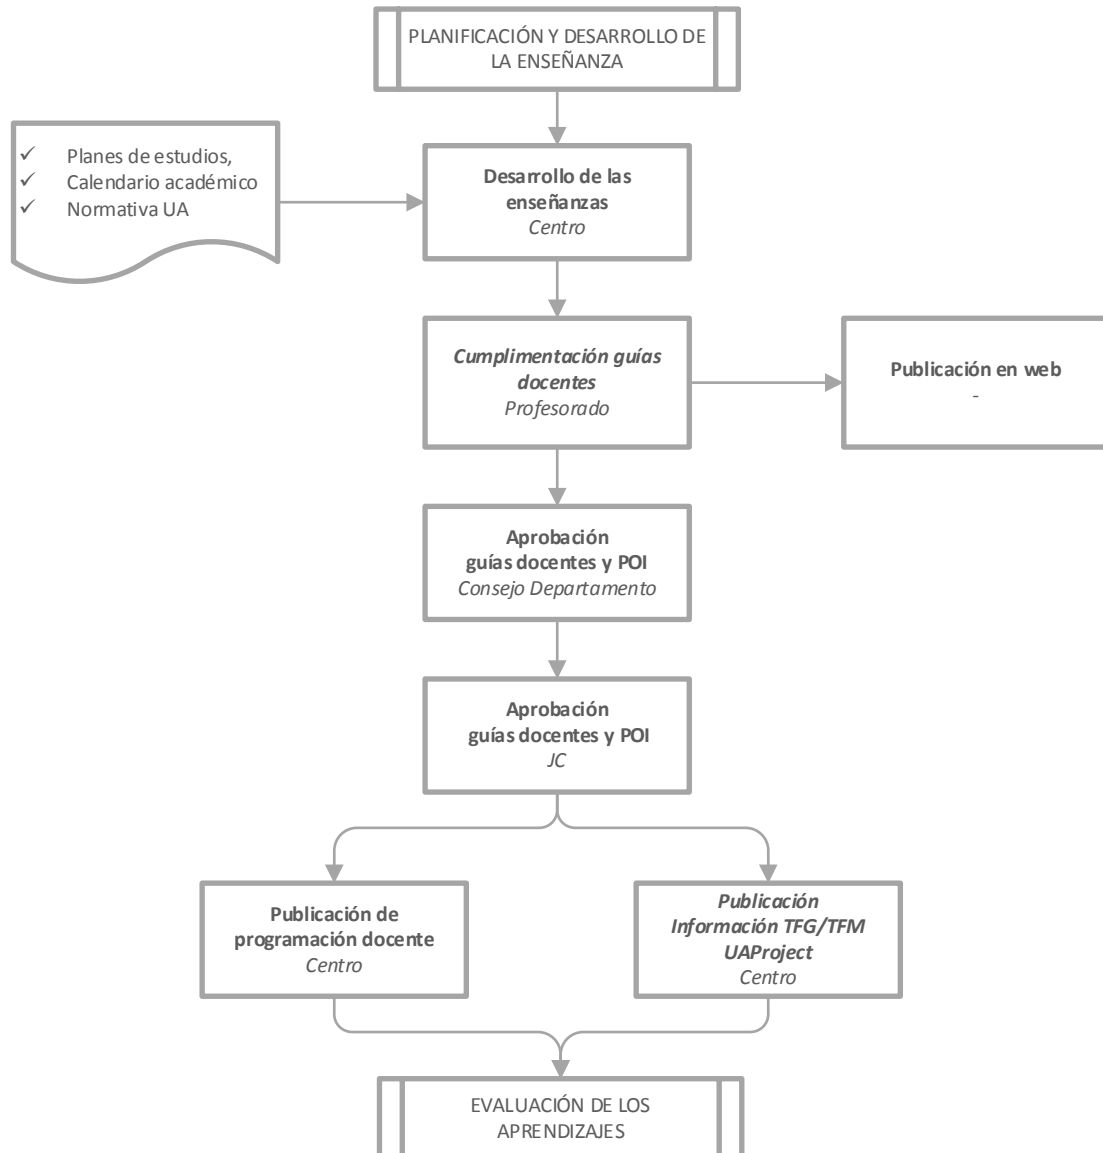 PLANIFICACIÓN Y DESARROLLO DE
LA ENSEÑANZA
✓ Planes de estudios,
✓ Calendario académico
✓ Normativa UA
Desarrollo de las
enseñanzas
Centro
Cumplimentación guías
docentes
Profesorado
Publicación en web
-
Aprobación
guías docentes y POI
Consejo Departamento
Aprobación
guías docentes y POI
JC
Publicación de
programación docente
Centro
Publicación
Información TFG/TFM
UAProject
Centro
EVALUACIÓN DE LOS
APRENDIZAJES